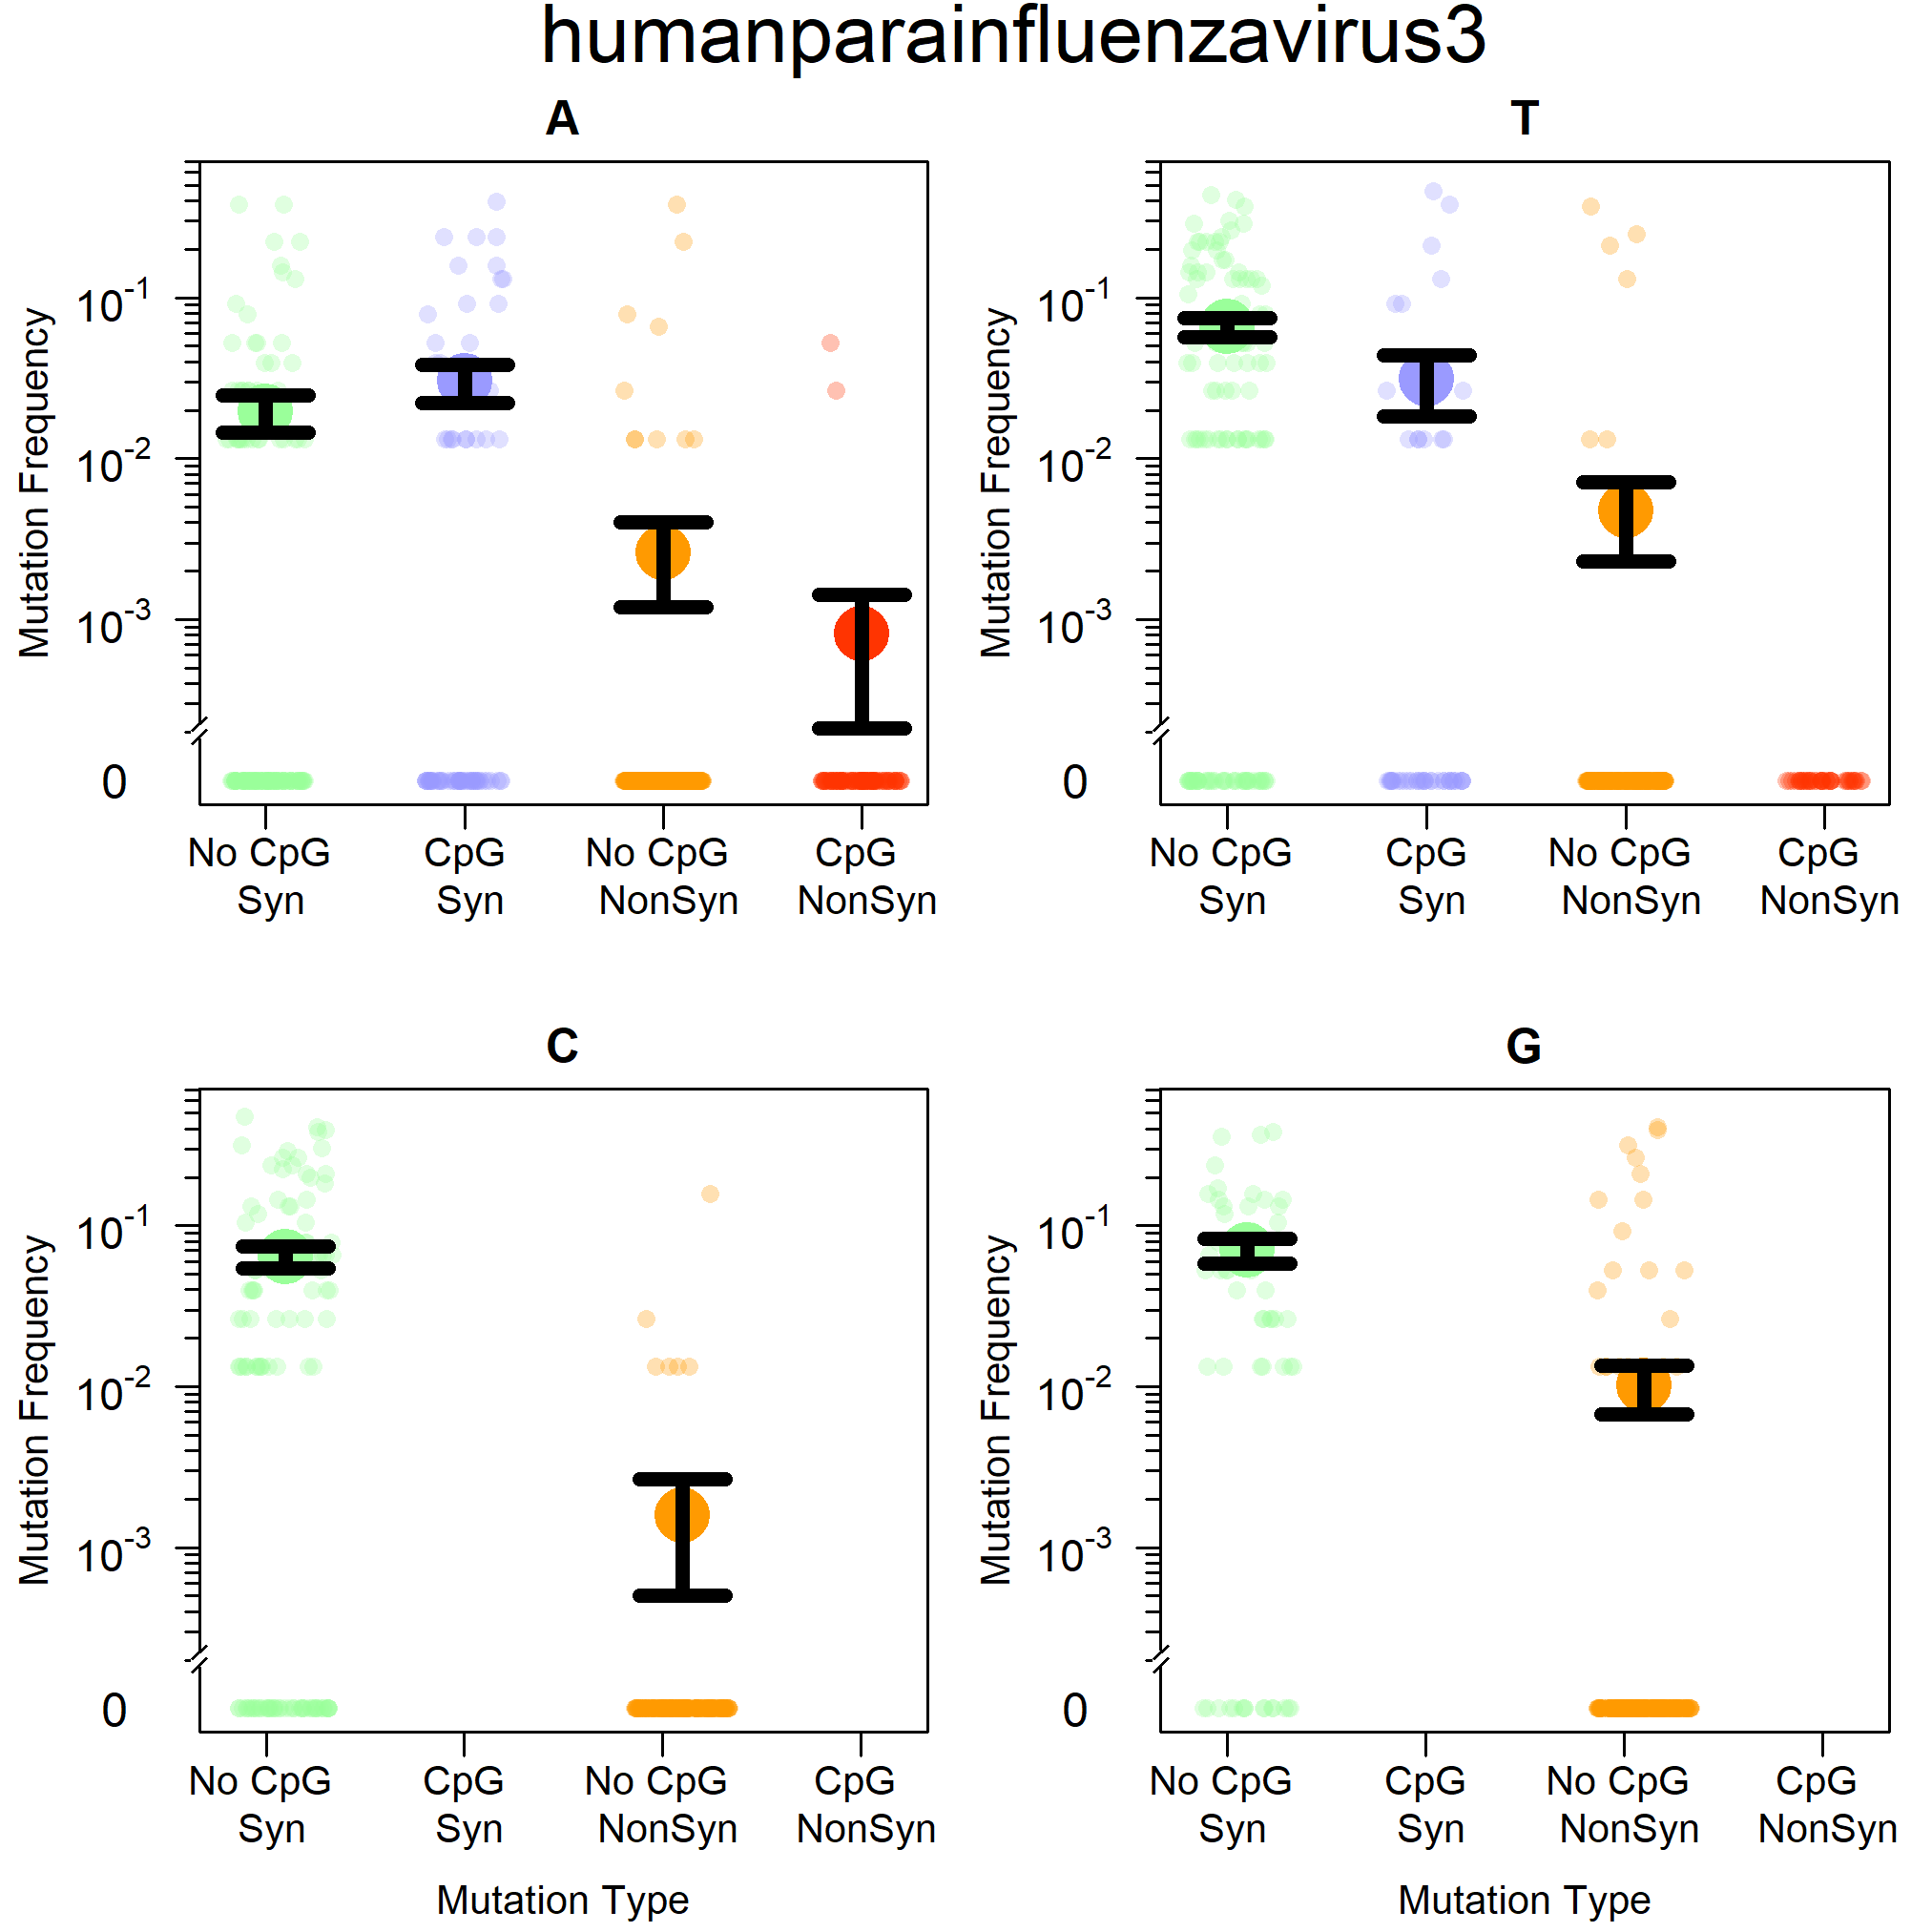 humanparainfluenzavirus3
A
Mutation Frequency
10^-1
10^-2
10^-3
0
No CpG Syn
CpG Syn
No CpG NonSyn
CpG NonSyn
T
Mutation Frequency
10^-1
10^-2
10^-3
0
No CpG Syn
CpG Syn
No CpG NonSyn
CpG NonSyn
C
Mutation Frequency
10^-1
10^-2
10^-3
0
No CpG Syn
CpG Syn
No CpG NonSyn
CpG NonSyn
Mutation Type
G
Mutation Frequency
10^-1
10^-2
10^-3
0
No CpG Syn
CpG Syn
No CpG NonSyn
CpG NonSyn
Mutation Type